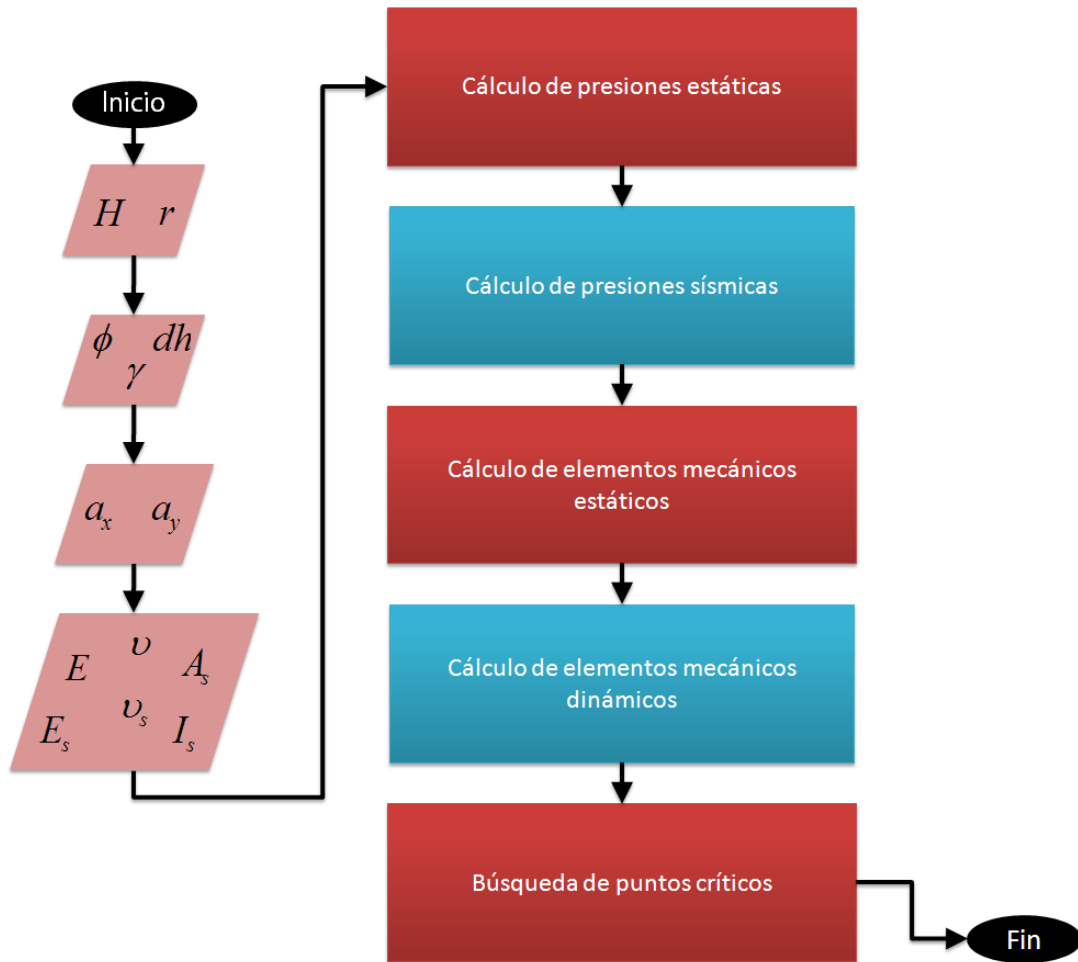 Inicio
H r
ϕ dh
γ
a_x a_y
υ
E A_s
υ_s
E_s I_s
Cálculo de presiones estáticas
Cálculo de presiones sísmicas
Cálculo de elementos mecánicos
estáticos
Cálculo de elementos mecánicos
dinámicos
Búsqueda de puntos críticos
Fin